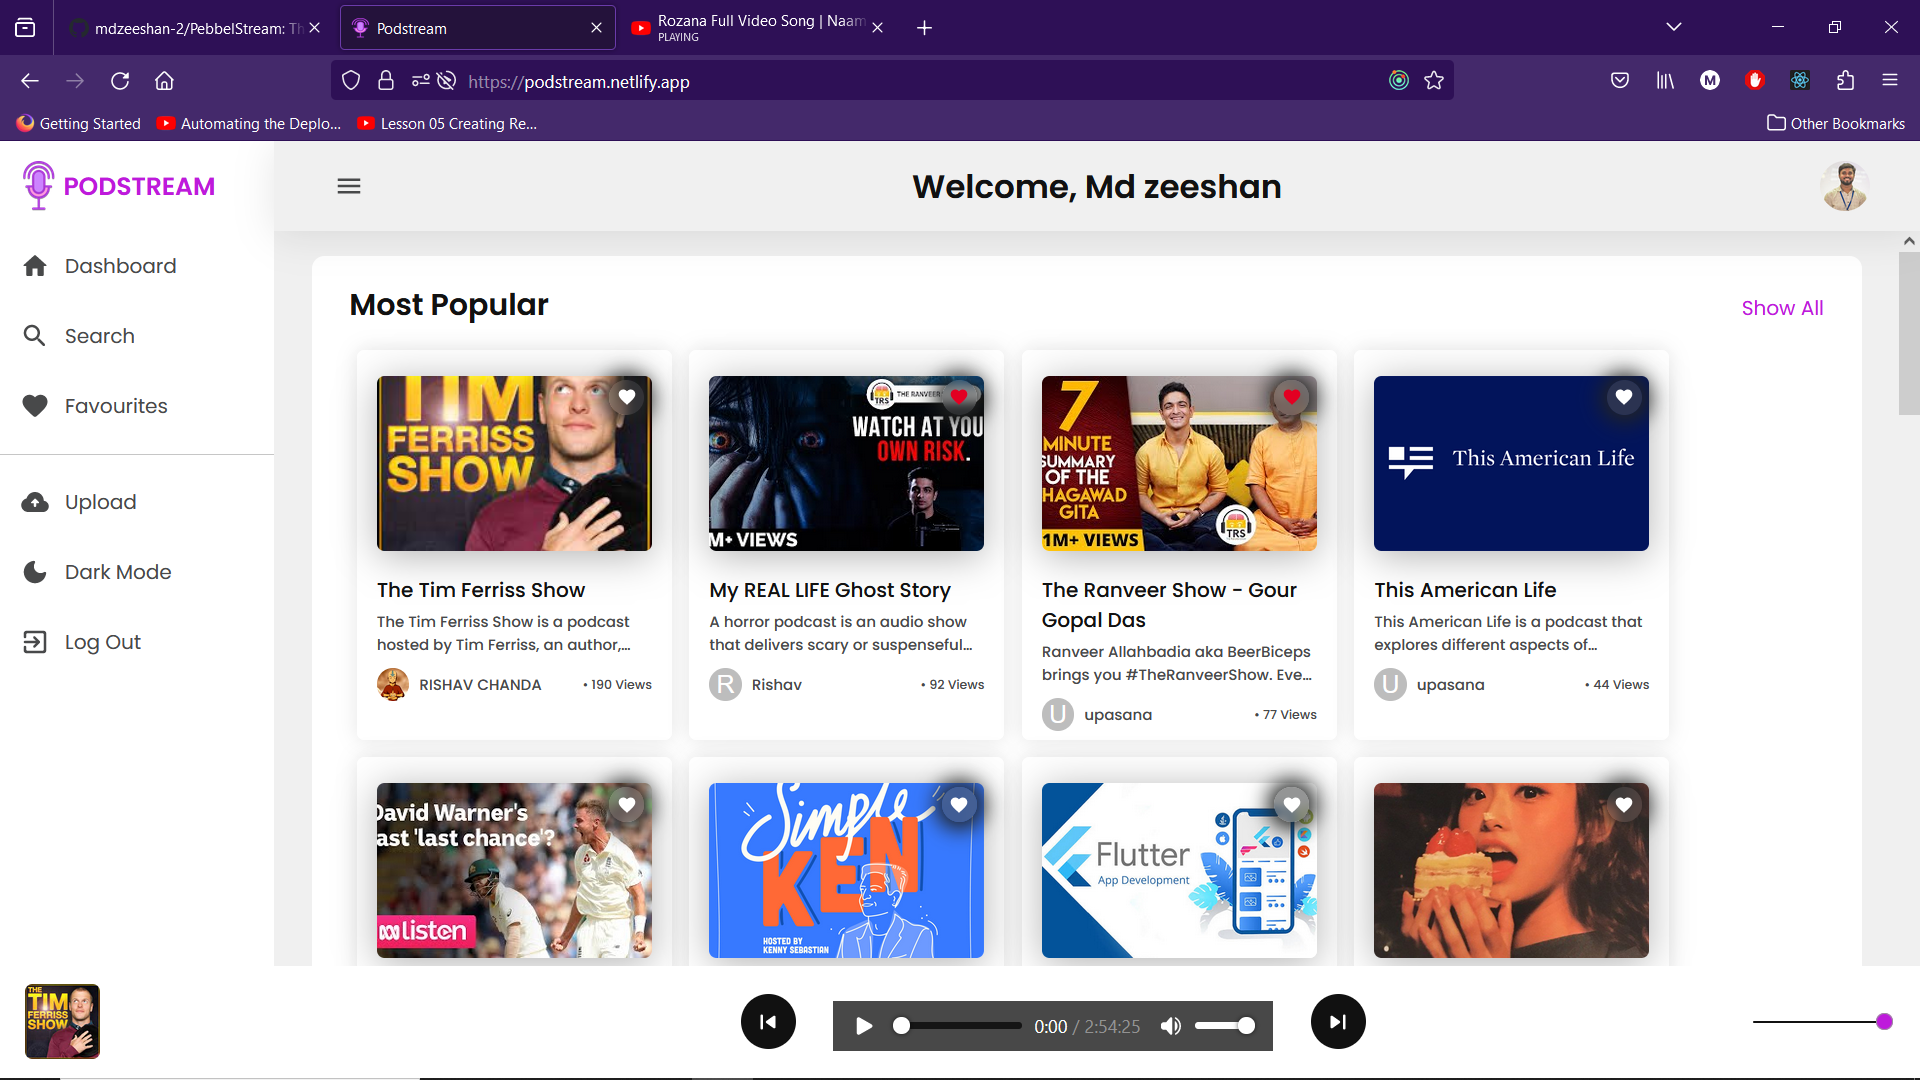 mdzeeshan-2/PebbelStream: Th
Podstream
Rozana Full Video Song | Naam
PLAYING
https://podstream.netlify.app
M
Getting Started
Automating the Deplo...
Lesson 05 Creating Re...
Other Bookmarks
PODSTREAM
Welcome, Md zeeshan
Dashboard
Search
Favourites
Upload
Dark Mode
Log Out
Most Popular
Show All
TIM
FERRISS
SHOW
The Tim Ferriss Show
The Tim Ferriss Show is a podcast
hosted by Tim Ferriss, an author,...
RISHAV CHANDA
• 190 Views
TRS
THE RANVEER
WATCH AT YOU
OWN RISK.
M+ VIEWS
My REAL LIFE Ghost Story
A horror podcast is an audio show
that delivers scary or suspenseful...
R
Rishav
• 92 Views
7
MINUTE
SUMMARY
OF THE
HAGAWAD
GITA
1M+ VIEWS
TRS
The Ranveer Show - Gour
Gopal Das
Ranveer Allahbadia aka BeerBiceps
brings you #TheRanveerShow. Eve...
U
upasana
• 77 Views
This American Life
This American Life
This American Life is a podcast that
explores different aspects of...
U
upasana
• 44 Views
David Warner's
ast 'last chance'?
listen
Simple
KEN
HOSTED BY
KENNY SEBASTIAN
Flutter
App Development
THE
TIM
FERRISS
SHOW
0:00 / 2:54:25